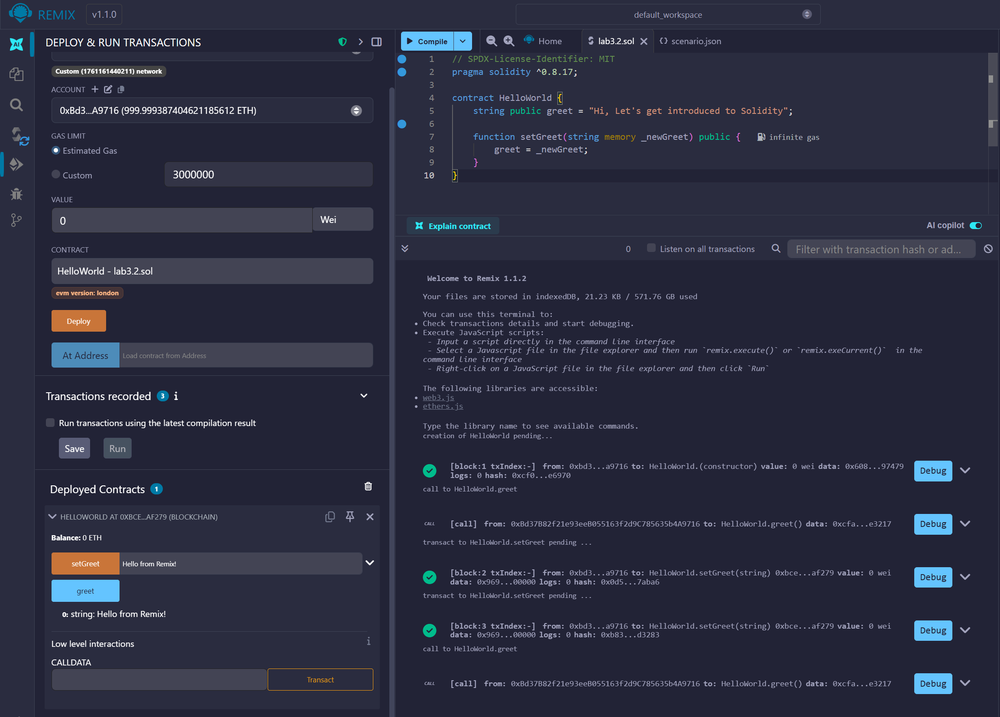 REMIX v1.1.0
default_workspace
AI
DEPLOY & RUN TRANSACTIONS
Custom (1761161440211) network
ACCOUNT
0xBd3...A9716 (999.999387404621185612 ETH)
GAS LIMIT
Estimated Gas
Custom
3000000
VALUE
0
Wei
CONTRACT
HelloWorld - lab3.2.sol
evm version: london
Deploy
At Address
Load contract from Address
Transactions recorded 3 i
Run transactions using the latest compilation result
Save
Run
Deployed Contracts 1
HELLOWORLD AT 0XBCE...AF279 (BLOCKCHAIN)
Balance: 0 ETH
setGreet
Hello from Remix!
greet
0: string: Hello from Remix!
Low level interactions
i
CALLDATA
Transact
Compile
Home
lab3.2.sol
{} scenario.json
1 // SPDX-License-Identifier: MIT
2 pragma solidity ^0.8.17;
3
4 contract HelloWorld {
5 string public greet = "Hi, Let's get introduced to Solidity";
6
7 function setGreet(string memory _newGreet) public { infinite gas
8 greet = _newGreet;
9 }
10 }
Explain contract
AI copilot
0
Listen on all transactions
Filter with transaction hash or ad...
Welcome to Remix 1.1.2
Your files are stored in indexedDB, 21.23 KB / 571.76 GB used
You can use this terminal to:
• Check transactions details and start debugging.
• Execute JavaScript scripts:
- Input a script directly in the command line interface
- Select a Javascript file in the file explorer and then run `remix.execute()` or `remix.exeCurrent()` in the
command line interface
- Right-click on a JavaScript file in the file explorer and then click `Run`
The following libraries are accessible:
• web3.js
• ethers.js
Type the library name to see available commands.
creation of HelloWorld pending...
[block:1 txIndex:-] from: 0xbd3...a9716 to: HelloWorld.(constructor) value: 0 wei data: 0x608...97479
logs: 0 hash: 0xcf0...e6970
Debug
call to HelloWorld.greet
CALL [call] from: 0xBd37B82f21e93eeB055163f2d9C785635b4A9716 to: HelloWorld.greet() data: 0xcfa...e3217
Debug
transact to HelloWorld.setGreet pending ...
[block:2 txIndex:-] from: 0xbd3...a9716 to: HelloWorld.setGreet(string) 0xbce...af279 value: 0 wei
data: 0x969...00000 logs: 0 hash: 0x0d5...7aba6
Debug
transact to HelloWorld.setGreet pending ...
[block:3 txIndex:-] from: 0xbd3...a9716 to: HelloWorld.setGreet(string) 0xbce...af279 value: 0 wei
data: 0x969...00000 logs: 0 hash: 0xb83...d3283
Debug
call to HelloWorld.greet
CALL [call] from: 0xBd37B82f21e93eeB055163f2d9C785635b4A9716 to: HelloWorld.greet() data: 0xcfa...e3217
Debug